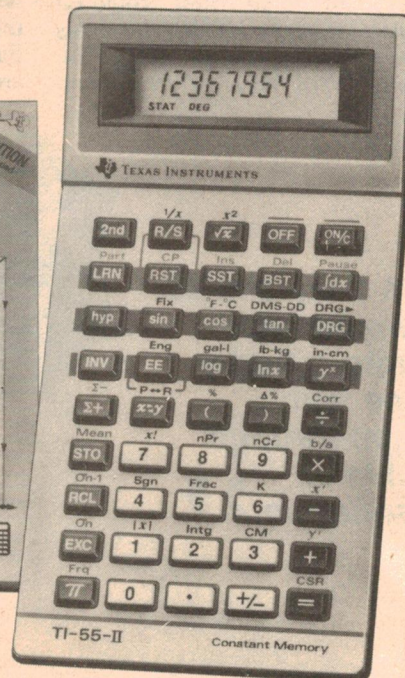 12367954
STAT DEG
TEXAS INSTRUMENTS
1/x x²
2nd R/S √x OFF ON/C
Part CP Ins Del Pause
LRN RST SST BST ∫dx
Fix °F-°C DMS-DD DRG►
hyp sin cos tan DRG
Eng gal-l lb-kg in-cm
INV EE log lnx yˣ
Σ- P↔R % Δ% Corr
Σ+ x:y ( ) ÷
Mean x! nPr nCr b/a
STO 7 8 9 ×
σn-1 Sgn Frac K x'
RCL 4 5 6 −
σn |x| Intg CM y'
EXC 1 2 3 +
Frq CSR
π 0 . +/− =
TI-55-II Constant Memory